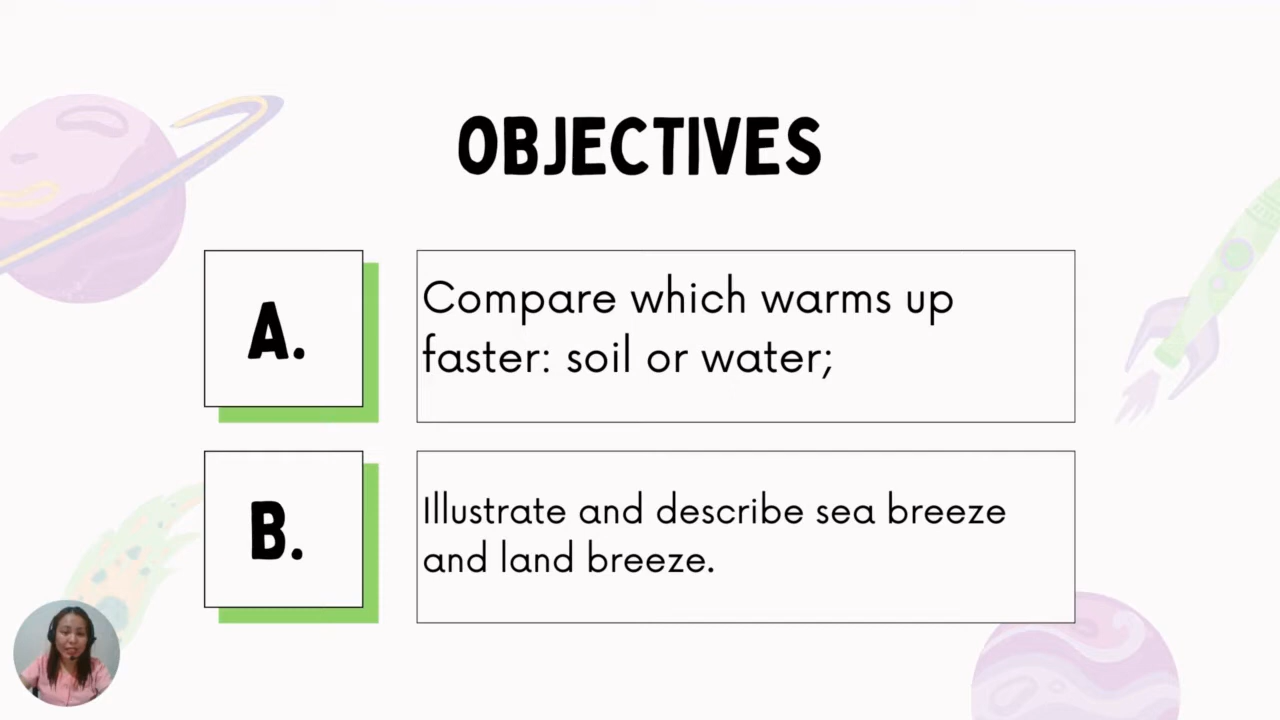 OBJECTIVES
A.
Compare which warms up
faster: soil or water;
B.
Illustrate and describe sea breeze
and land breeze.